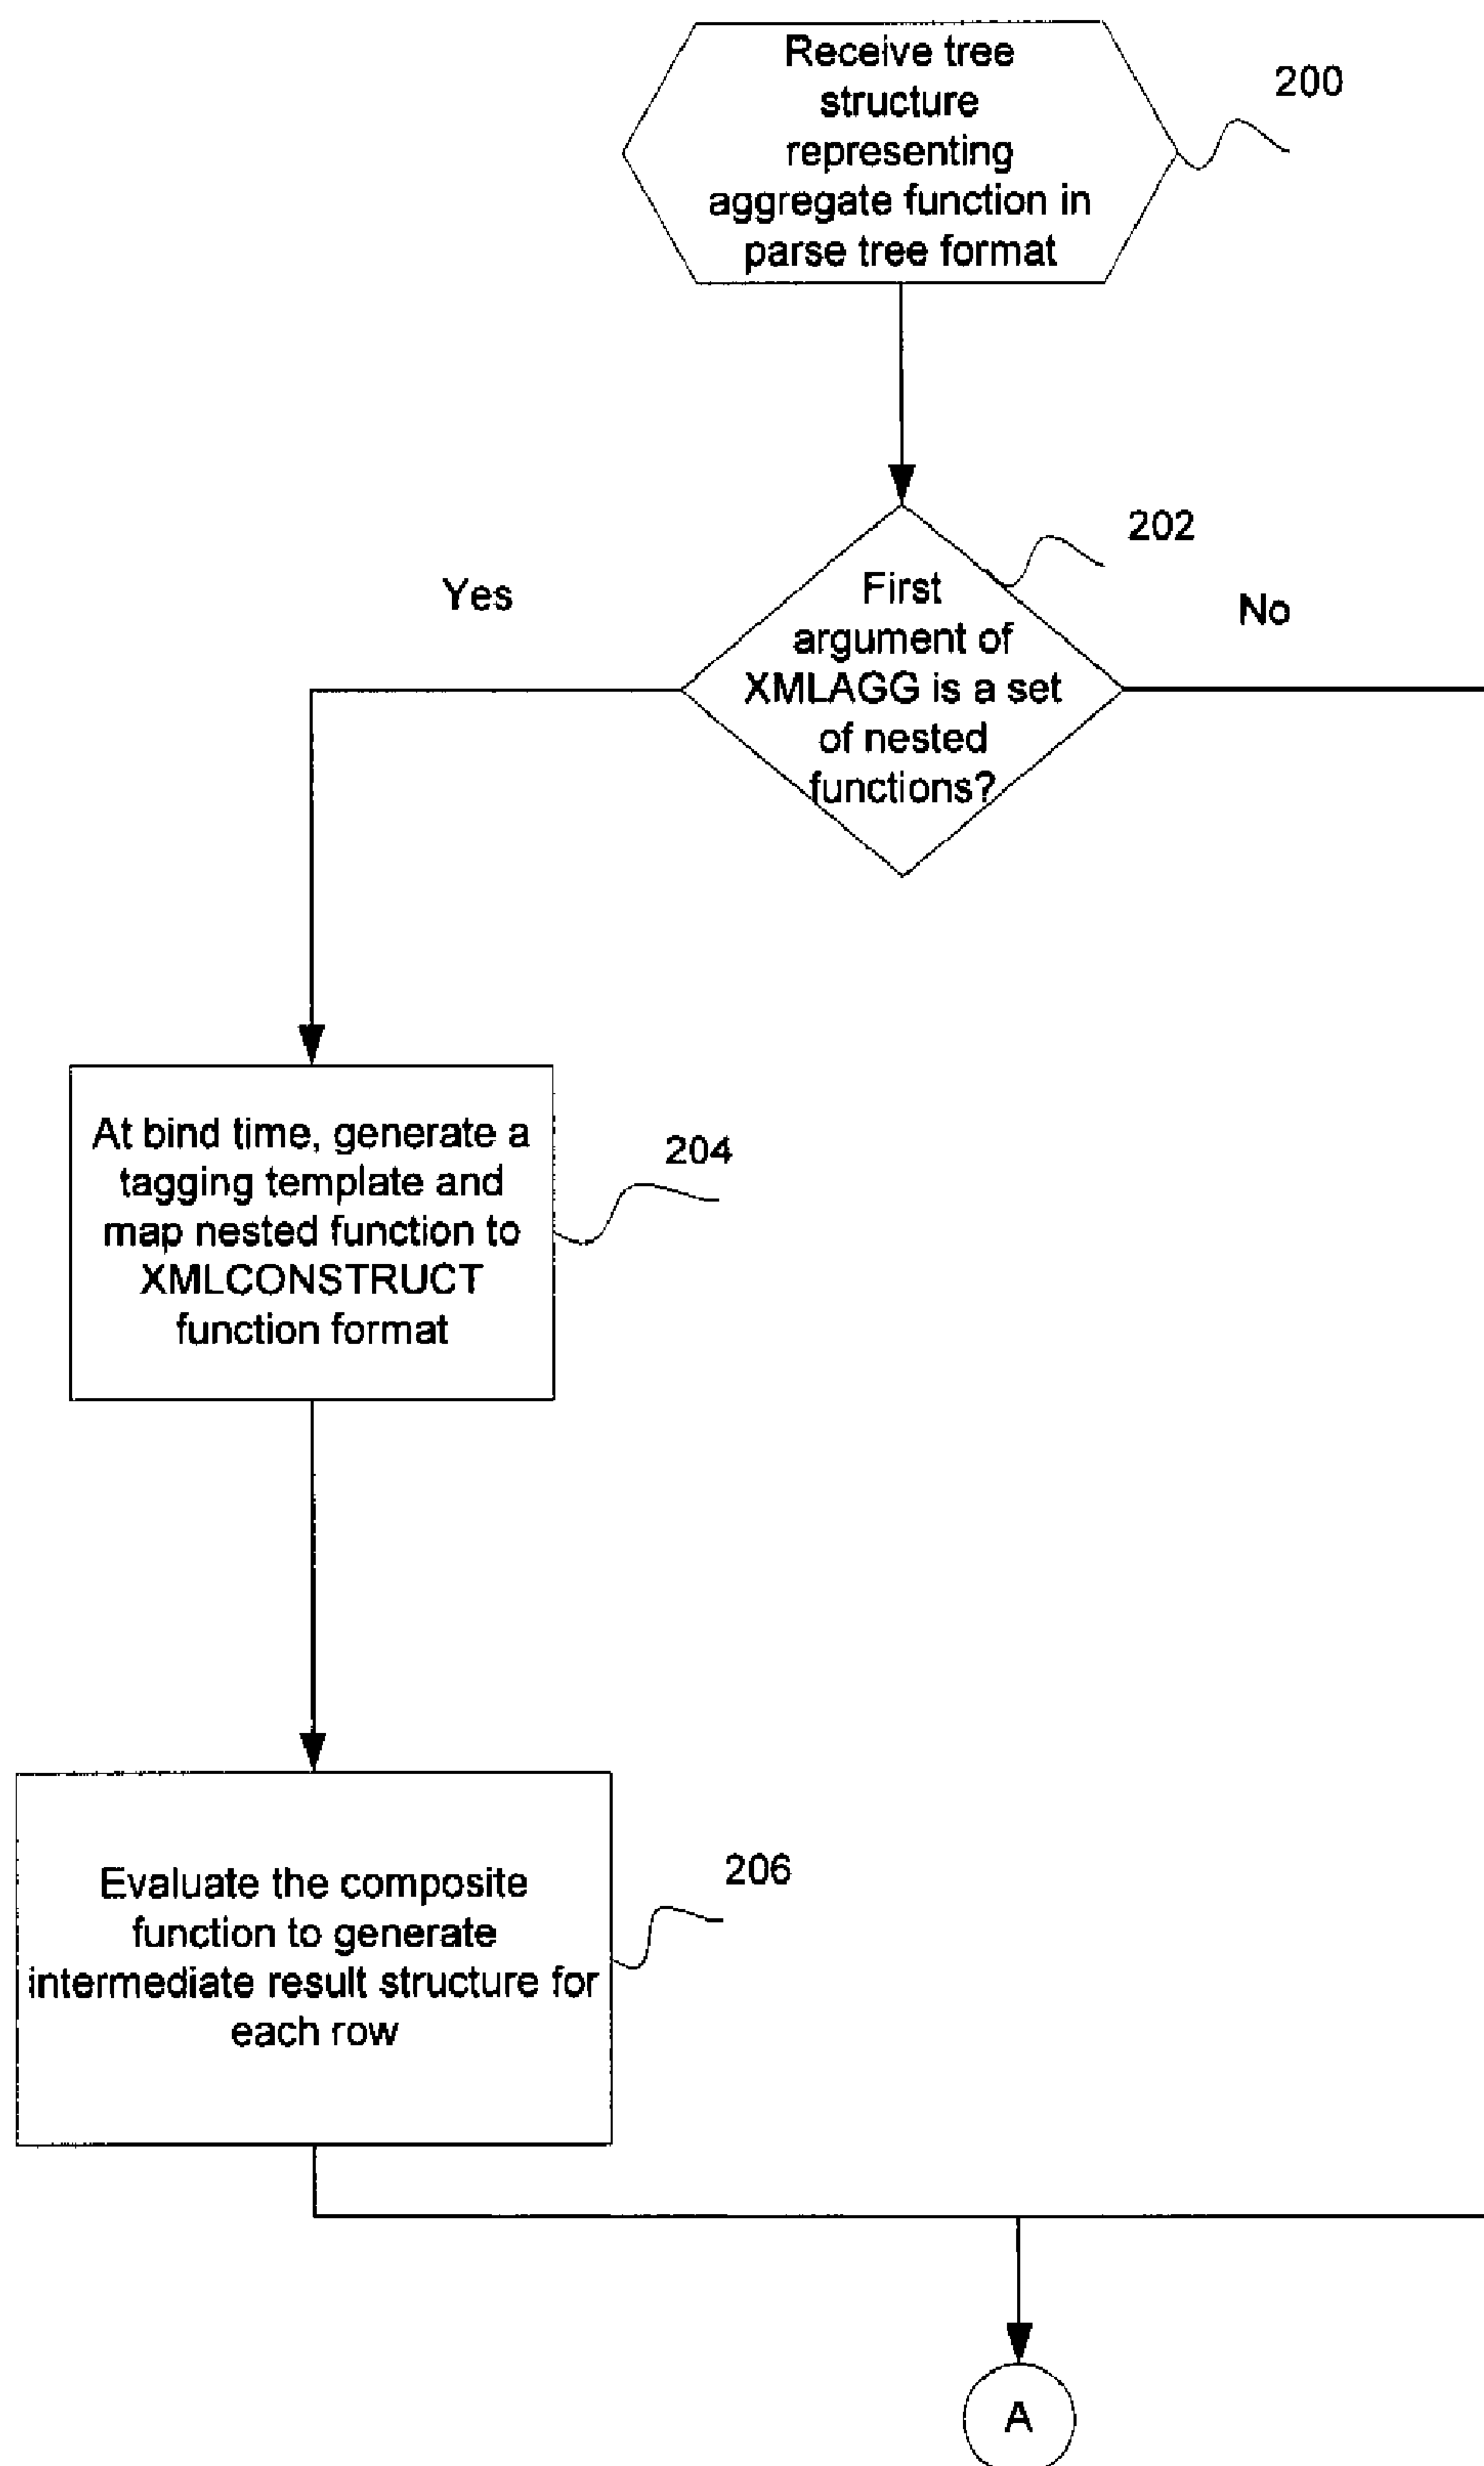 Receive tree
structure
representing
aggregate function in
parse tree format
200
202
Yes
First
argument of
XMLAGG is a set
of nested
functions?
No
At bind time, generate a
tagging template and
map nested function to
XMLCONSTRUCT
function format
204
Evaluate the composite
function to generate
intermediate result structure for
each row
206
A